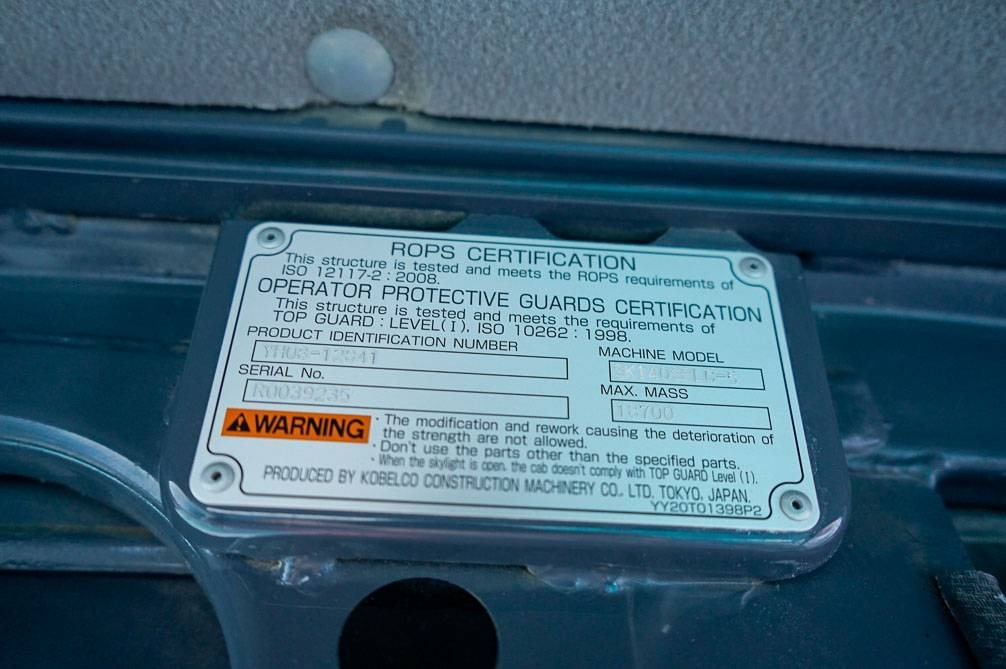 ROPS CERTIFICATION
This structure is tested and meets the ROPS requirements of
ISO 12117-2 : 2008.
OPERATOR PROTECTIVE GUARDS CERTIFICATION
This structure is tested and meets the requirements of
TOP GUARD : LEVEL(I). ISO 10262 : 1998.
PRODUCT IDENTIFICATION NUMBER
MACHINE MODEL
SERIAL No.
R0039235
MAX. MASS
WARNING
· The modification and rework causing the deterioration of
the strength are not allowed.
· Don't use the parts other than the specified parts.
· When the skylight is open, the cab doesn't comply with TOP GUARD Level (I).
PRODUCED BY KOBELCO CONSTRUCTION MACHINERY CO., LTD. TOKYO, JAPAN.
YY20T01398P2